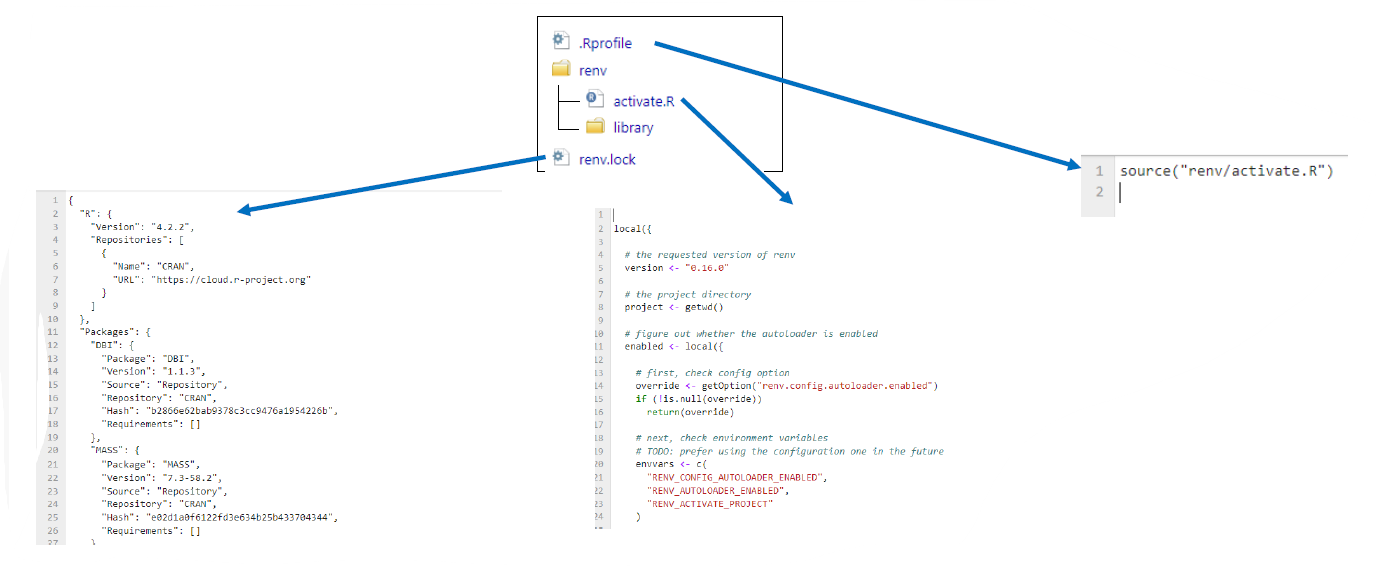 .Rprofile
renv
activate.R
library
renv.lock
1 source("renv/activate.R")
2
1 {
2 "R": {
3 "Version": "4.2.2",
4 "Repositories": [
5 {
6 "Name": "CRAN",
7 "URL": "https://cloud.r-project.org"
8 }
9 ]
10 },
11 "Packages": {
12 "DBI": {
13 "Package": "DBI",
14 "Version": "1.1.3",
15 "Source": "Repository",
16 "Repository": "CRAN",
17 "Hash": "b2866e62bab9378c3cc9476a1954226b",
18 "Requirements": []
19 },
20 "MASS": {
21 "Package": "MASS",
22 "Version": "7.3-58.2",
23 "Source": "Repository",
24 "Repository": "CRAN",
25 "Hash": "e02d1a0f6122fd3e634b25b433704344",
26 "Requirements": []
27 }
1
2 local({
3
4 # the requested version of renv
5 version <- "0.16.0"
6
7 # the project directory
8 project <- getwd()
9
10 # figure out whether the autoloader is enabled
11 enabled <- local({
12
13 # first, check config option
14 override <- getOption("renv.config.autoloader.enabled")
15 if (!is.null(override))
16 return(override)
17
18 # next, check environment variables
19 # TODO: prefer using the configuration one in the future
20 envvars <- c(
21 "RENV_CONFIG_AUTOLOADER_ENABLED",
22 "RENV_AUTOLOADER_ENABLED",
23 "RENV_ACTIVATE_PROJECT"
24 )